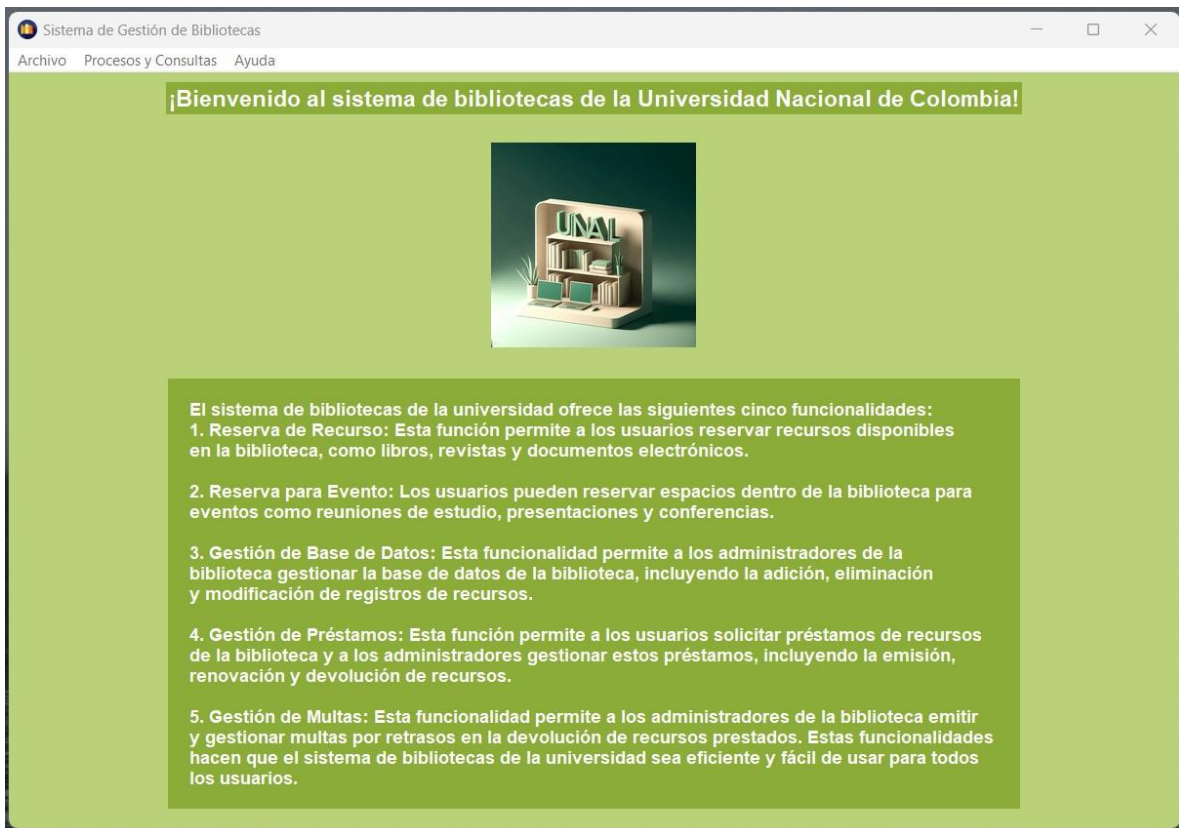 Sistema de Gestión de Bibliotecas
Archivo Procesos y Consultas Ayuda
¡Bienvenido al sistema de bibliotecas de la Universidad Nacional de Colombia!
UNAL
El sistema de bibliotecas de la universidad ofrece las siguientes cinco funcionalidades:
1. Reserva de Recurso: Esta función permite a los usuarios reservar recursos disponibles
en la biblioteca, como libros, revistas y documentos electrónicos.
2. Reserva para Evento: Los usuarios pueden reservar espacios dentro de la biblioteca para
eventos como reuniones de estudio, presentaciones y conferencias.
3. Gestión de Base de Datos: Esta funcionalidad permite a los administradores de la
biblioteca gestionar la base de datos de la biblioteca, incluyendo la adición, eliminación
y modificación de registros de recursos.
4. Gestión de Préstamos: Esta función permite a los usuarios solicitar préstamos de recursos
de la biblioteca y a los administradores gestionar estos préstamos, incluyendo la emisión,
renovación y devolución de recursos.
5. Gestión de Multas: Esta funcionalidad permite a los administradores de la biblioteca emitir
y gestionar multas por retrasos en la devolución de recursos prestados. Estas funcionalidades
hacen que el sistema de bibliotecas de la universidad sea eficiente y fácil de usar para todos
los usuarios.